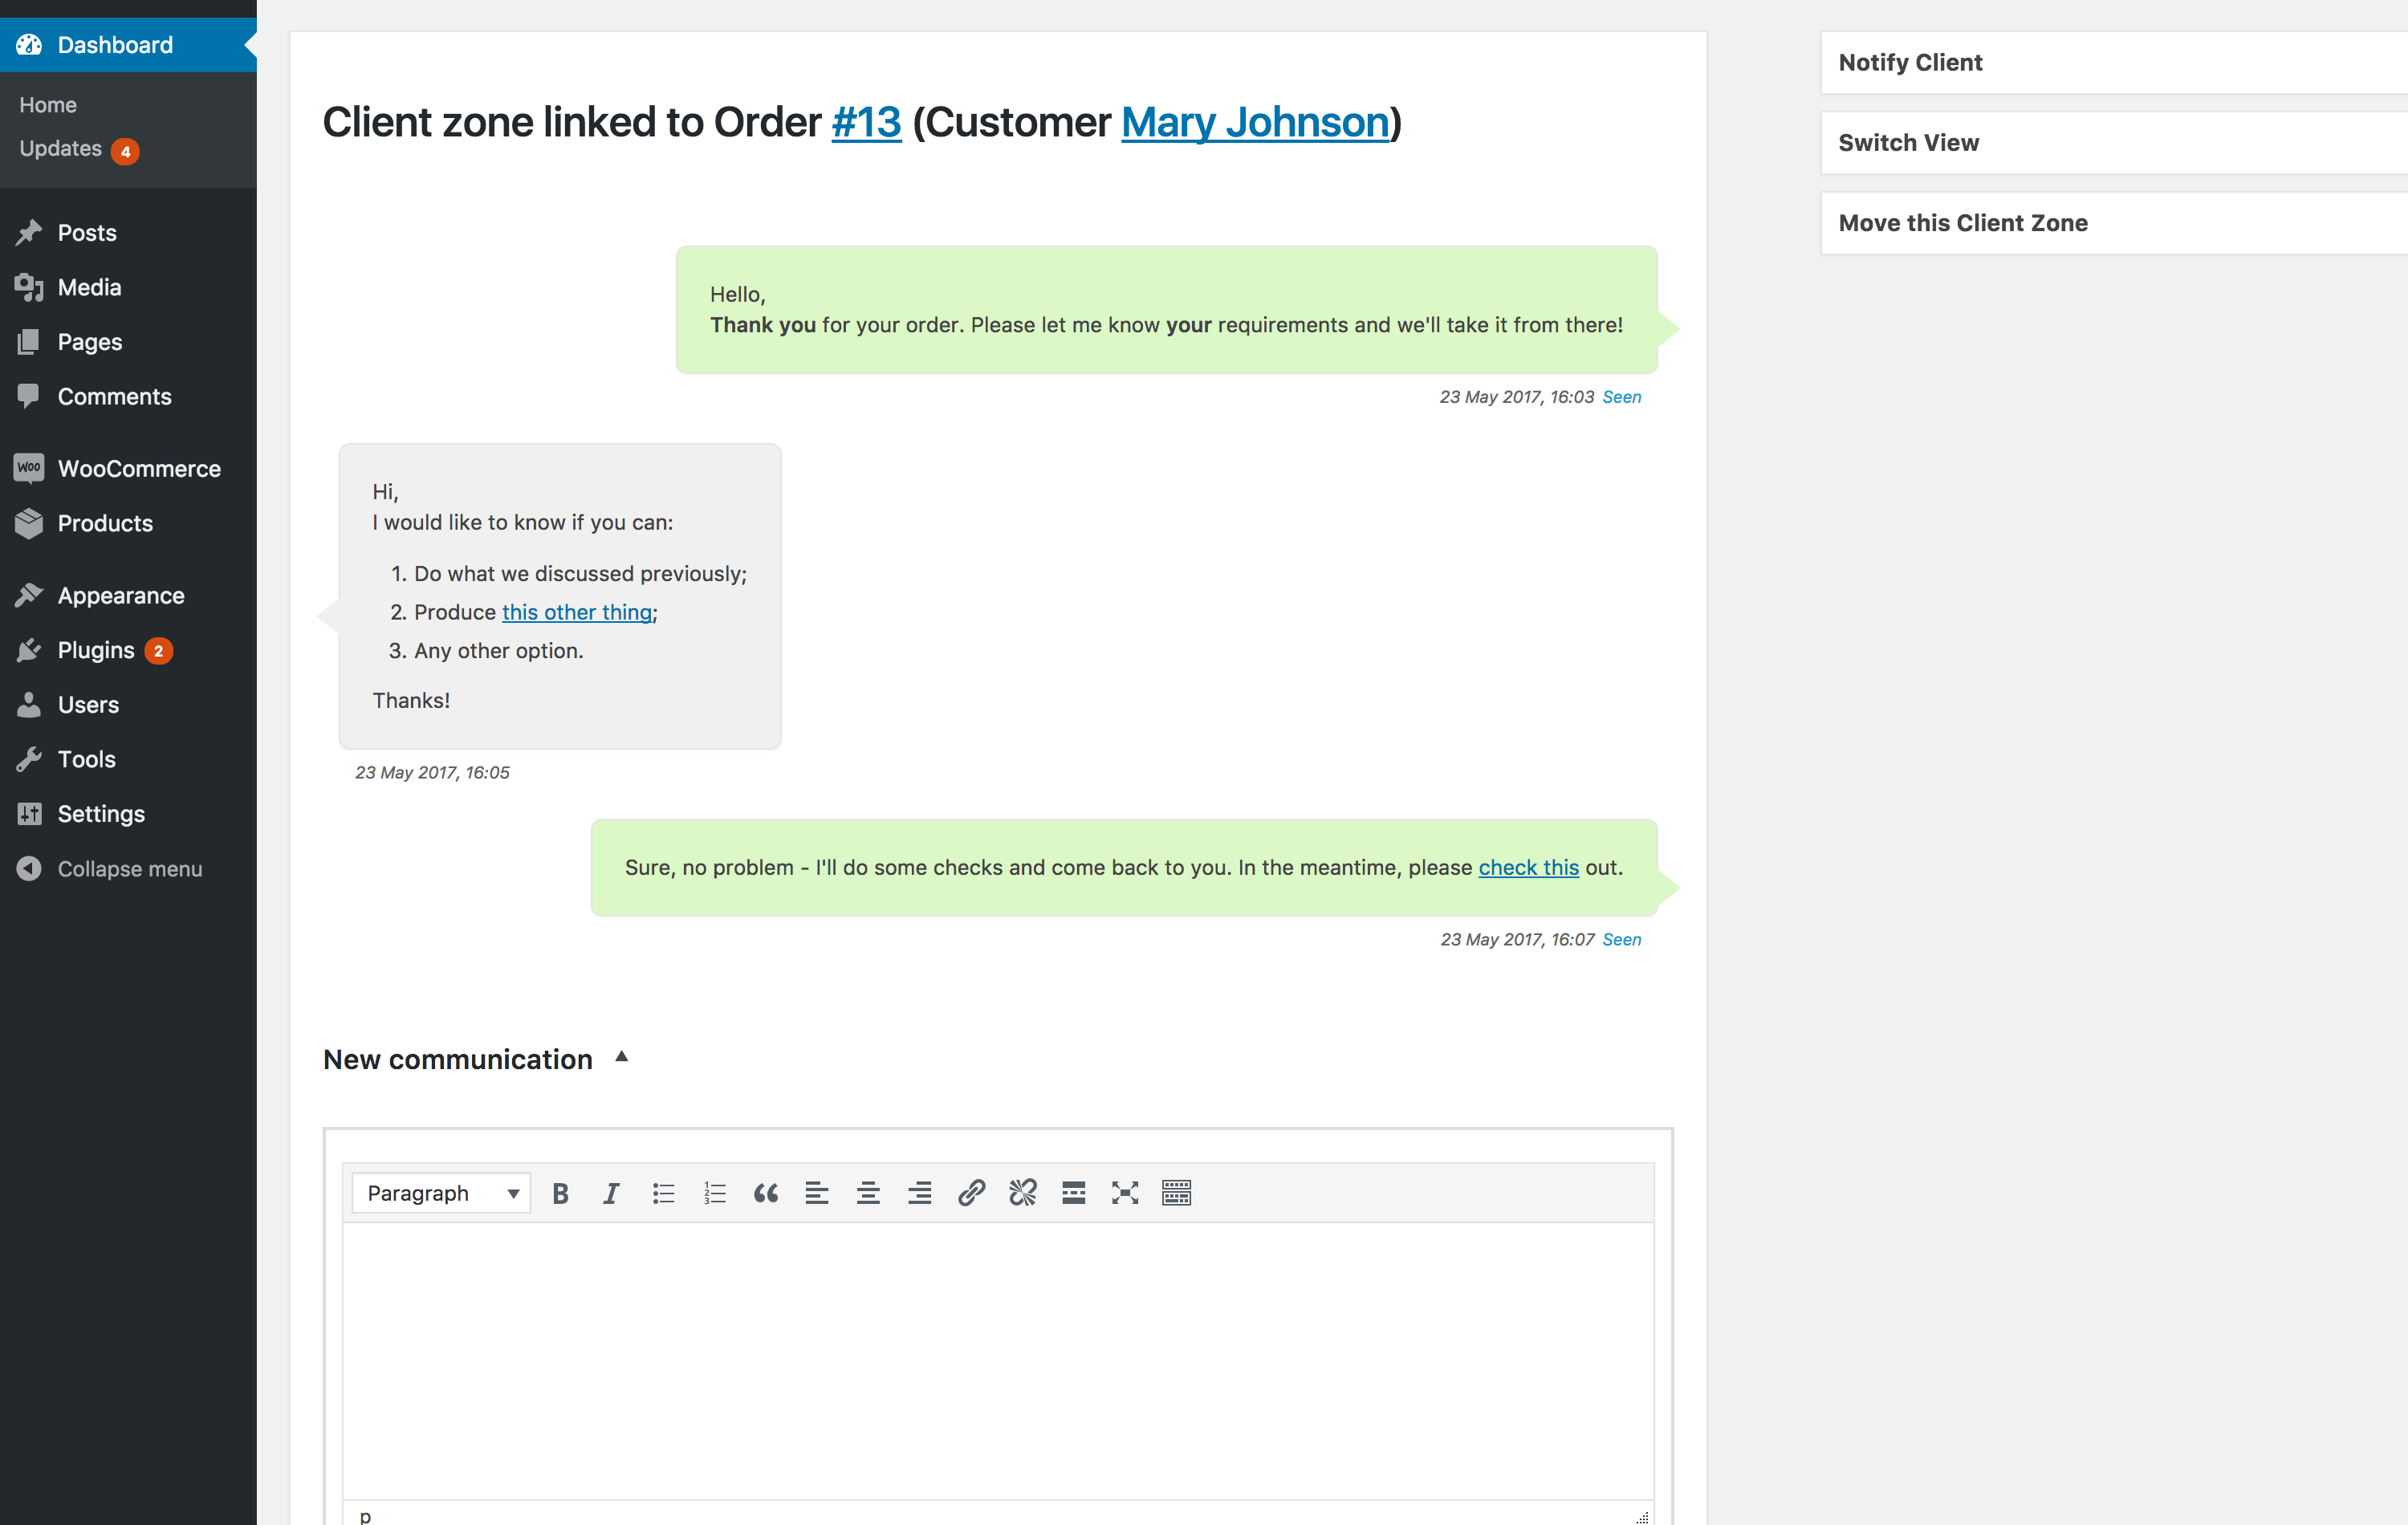 Dashboard
Home
Updates 4
Posts
Media
Pages
Comments
WOO WooCommerce
Products
Appearance
Plugins 2
Users
Tools
Settings
Collapse menu
Client zone linked to Order #13 (Customer Mary Johnson)
Hello,
Thank you for your order. Please let me know your requirements and we'll take it from there!
23 May 2017, 16:03 Seen
Hi,
I would like to know if you can:
1. Do what we discussed previously;
2. Produce this other thing;
3. Any other option.
Thanks!
23 May 2017, 16:05
Sure, no problem - I'll do some checks and come back to you. In the meantime, please check this out.
23 May 2017, 16:07 Seen
New communication
Paragraph B I
p
Notify Client
Switch View
Move this Client Zone